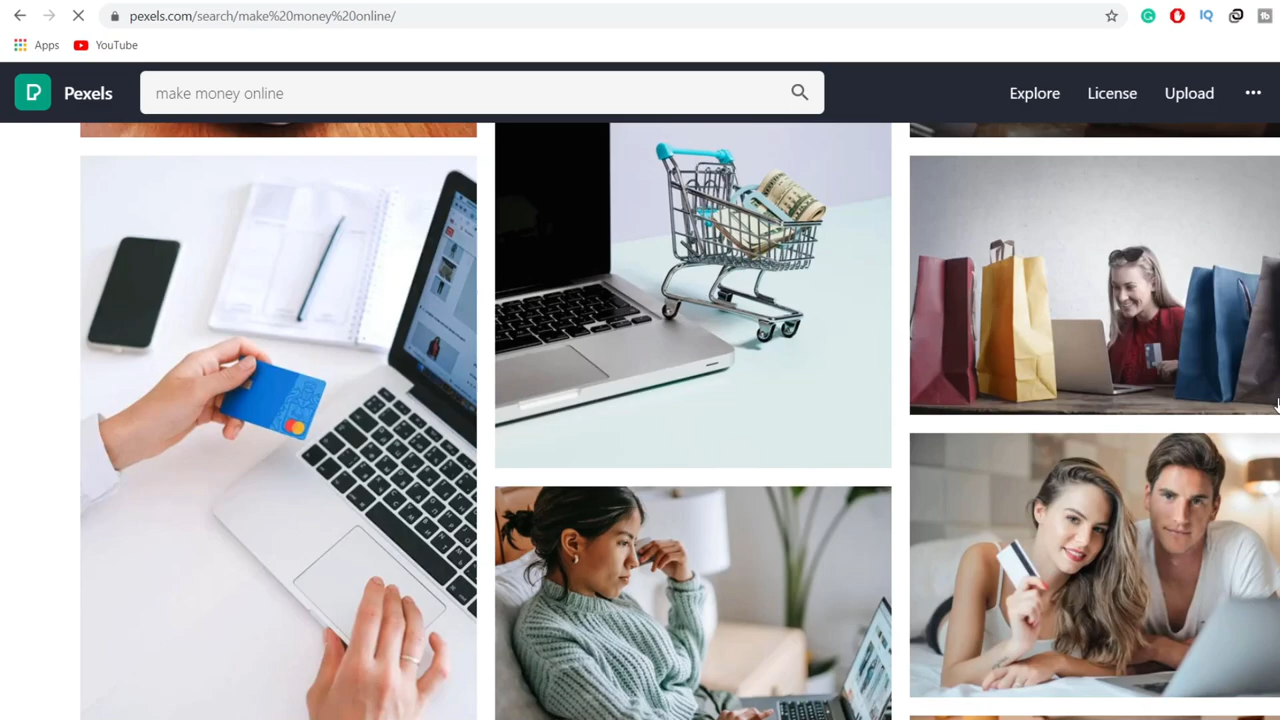 pexels.com/search/make%20money%20online/
Apps YouTube
Pexels make money online Explore License Upload